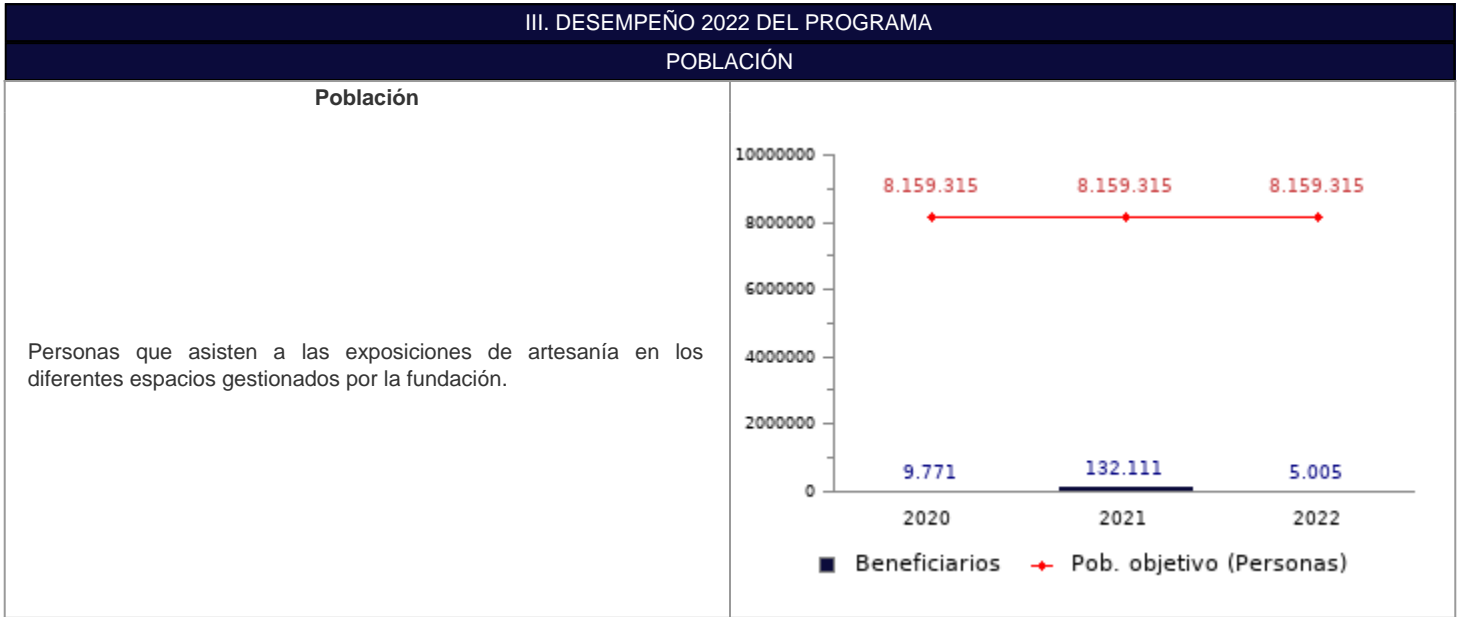 III. DESEMPEÑO 2022 DEL PROGRAMA
POBLACIÓN
Población
Personas que asisten a las exposiciones de artesanía en los
diferentes espacios gestionados por la fundación.
10000000
8.159.315 8.159.315 8.159.315
8000000
6000000
4000000
2000000
9.771 132.111 5.005
0
2020 2021 2022
Beneficiarios Pob. objetivo (Personas)